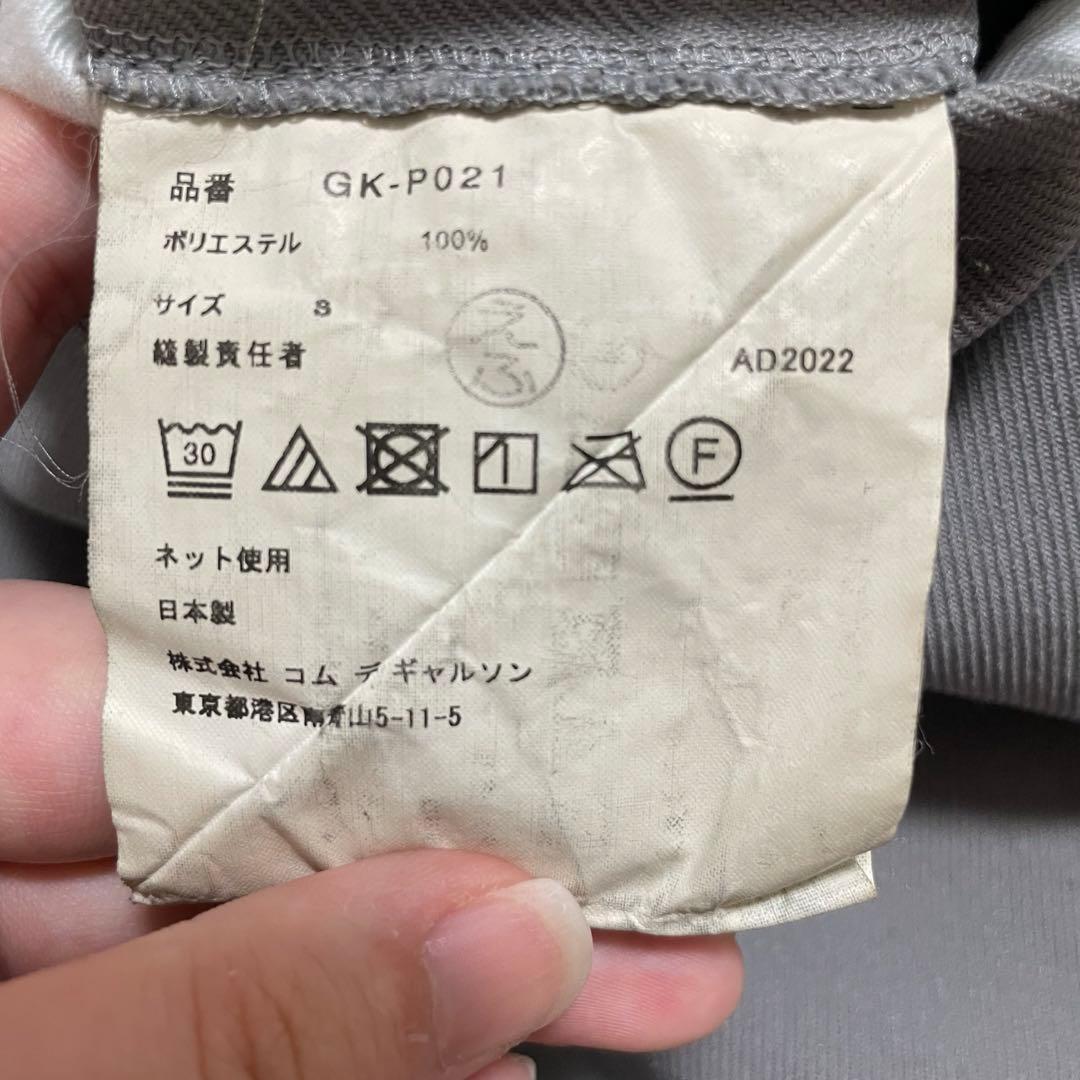 品番 GK-P021
ポリエステル 100%
サイズ S
縫製責任者 えふ AD2022
30 F
ネット使用
日本製
株式会社 コム デ ギャルソン
東京都港区南青山5-11-5